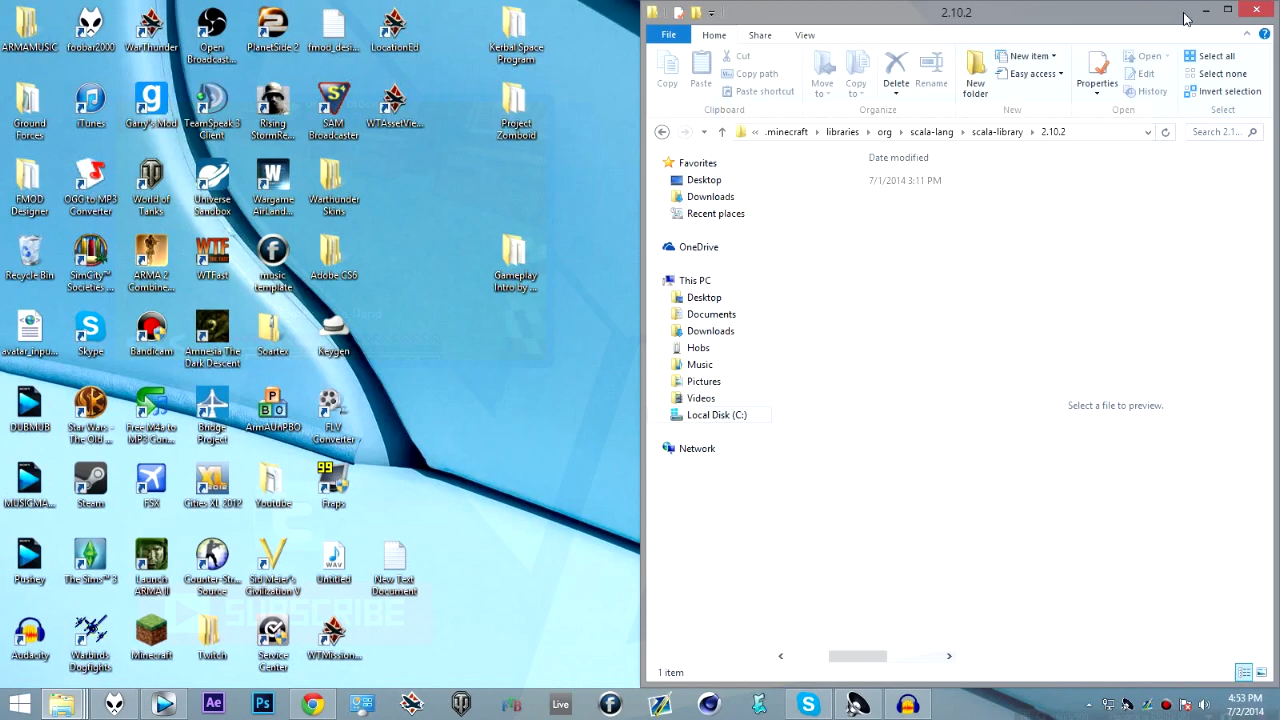 ARMAMUSIC
foobar2000
WarThunder
Open Broadcast...
PlanetSide 2
fmod_desi...
LocationEd
Kerbal Space Program
Ground Forces
iTunes
Garry's Mod
TeamSpeak 3 Client
Rising StormRe...
SAM Broadcaster
WTAssetVie...
Project Zomboid
FMOD Designer
OGG to MP3 Converter
World of Tanks
Universe Sandbox
Wargame AirLand...
Warthunder Skins
Recycle Bin
SimCity™ Societies ...
ARMA 2 Combine...
WTFast
music template
Adobe CS6
Gameplay Intro by ...
avatar_inpu...
Skype
Bandicam
Amnesia The Dark Descent
Soartex
Keygen
DUBMUB
Star Wars - The Old ...
Free M4a to MP3 Con...
Bridge Project
ArmAUnPBO
FLV Converter
MUSICMA...
Steam
FSX
Cities XL 2012
Youtube
99
Fraps
Pushey
The Sims™ 3
Launch ARMA II
Counter-Str... Source
Sid Meier's Civilization V
Untitled
New Text Document
SUBSCRIBE
Audacity
Warbirds Dogfights
Minecraft
Twitch
Service Center
WTMission...
2.10.2
File Home Share View
Copy
Paste
Cut
Copy path
Paste shortcut
Clipboard
Move to
Copy to
Delete
Rename
Organize
New folder
New item
Easy access
New
Properties
Open
Edit
History
Open
Select all
Select none
Invert selection
Select
« .minecraft libraries org scala-lang scala-library 2.10.2
Search 2.1...
Favorites
Desktop
Downloads
Recent places
OneDrive
This PC
Desktop
Documents
Downloads
Hobs
Music
Pictures
Videos
Local Disk (C:)
Network
Date modified
7/1/2014 3:11 PM
Select a file to preview.
1 item
Ae
Ps
Live
4:53 PM
7/2/2014